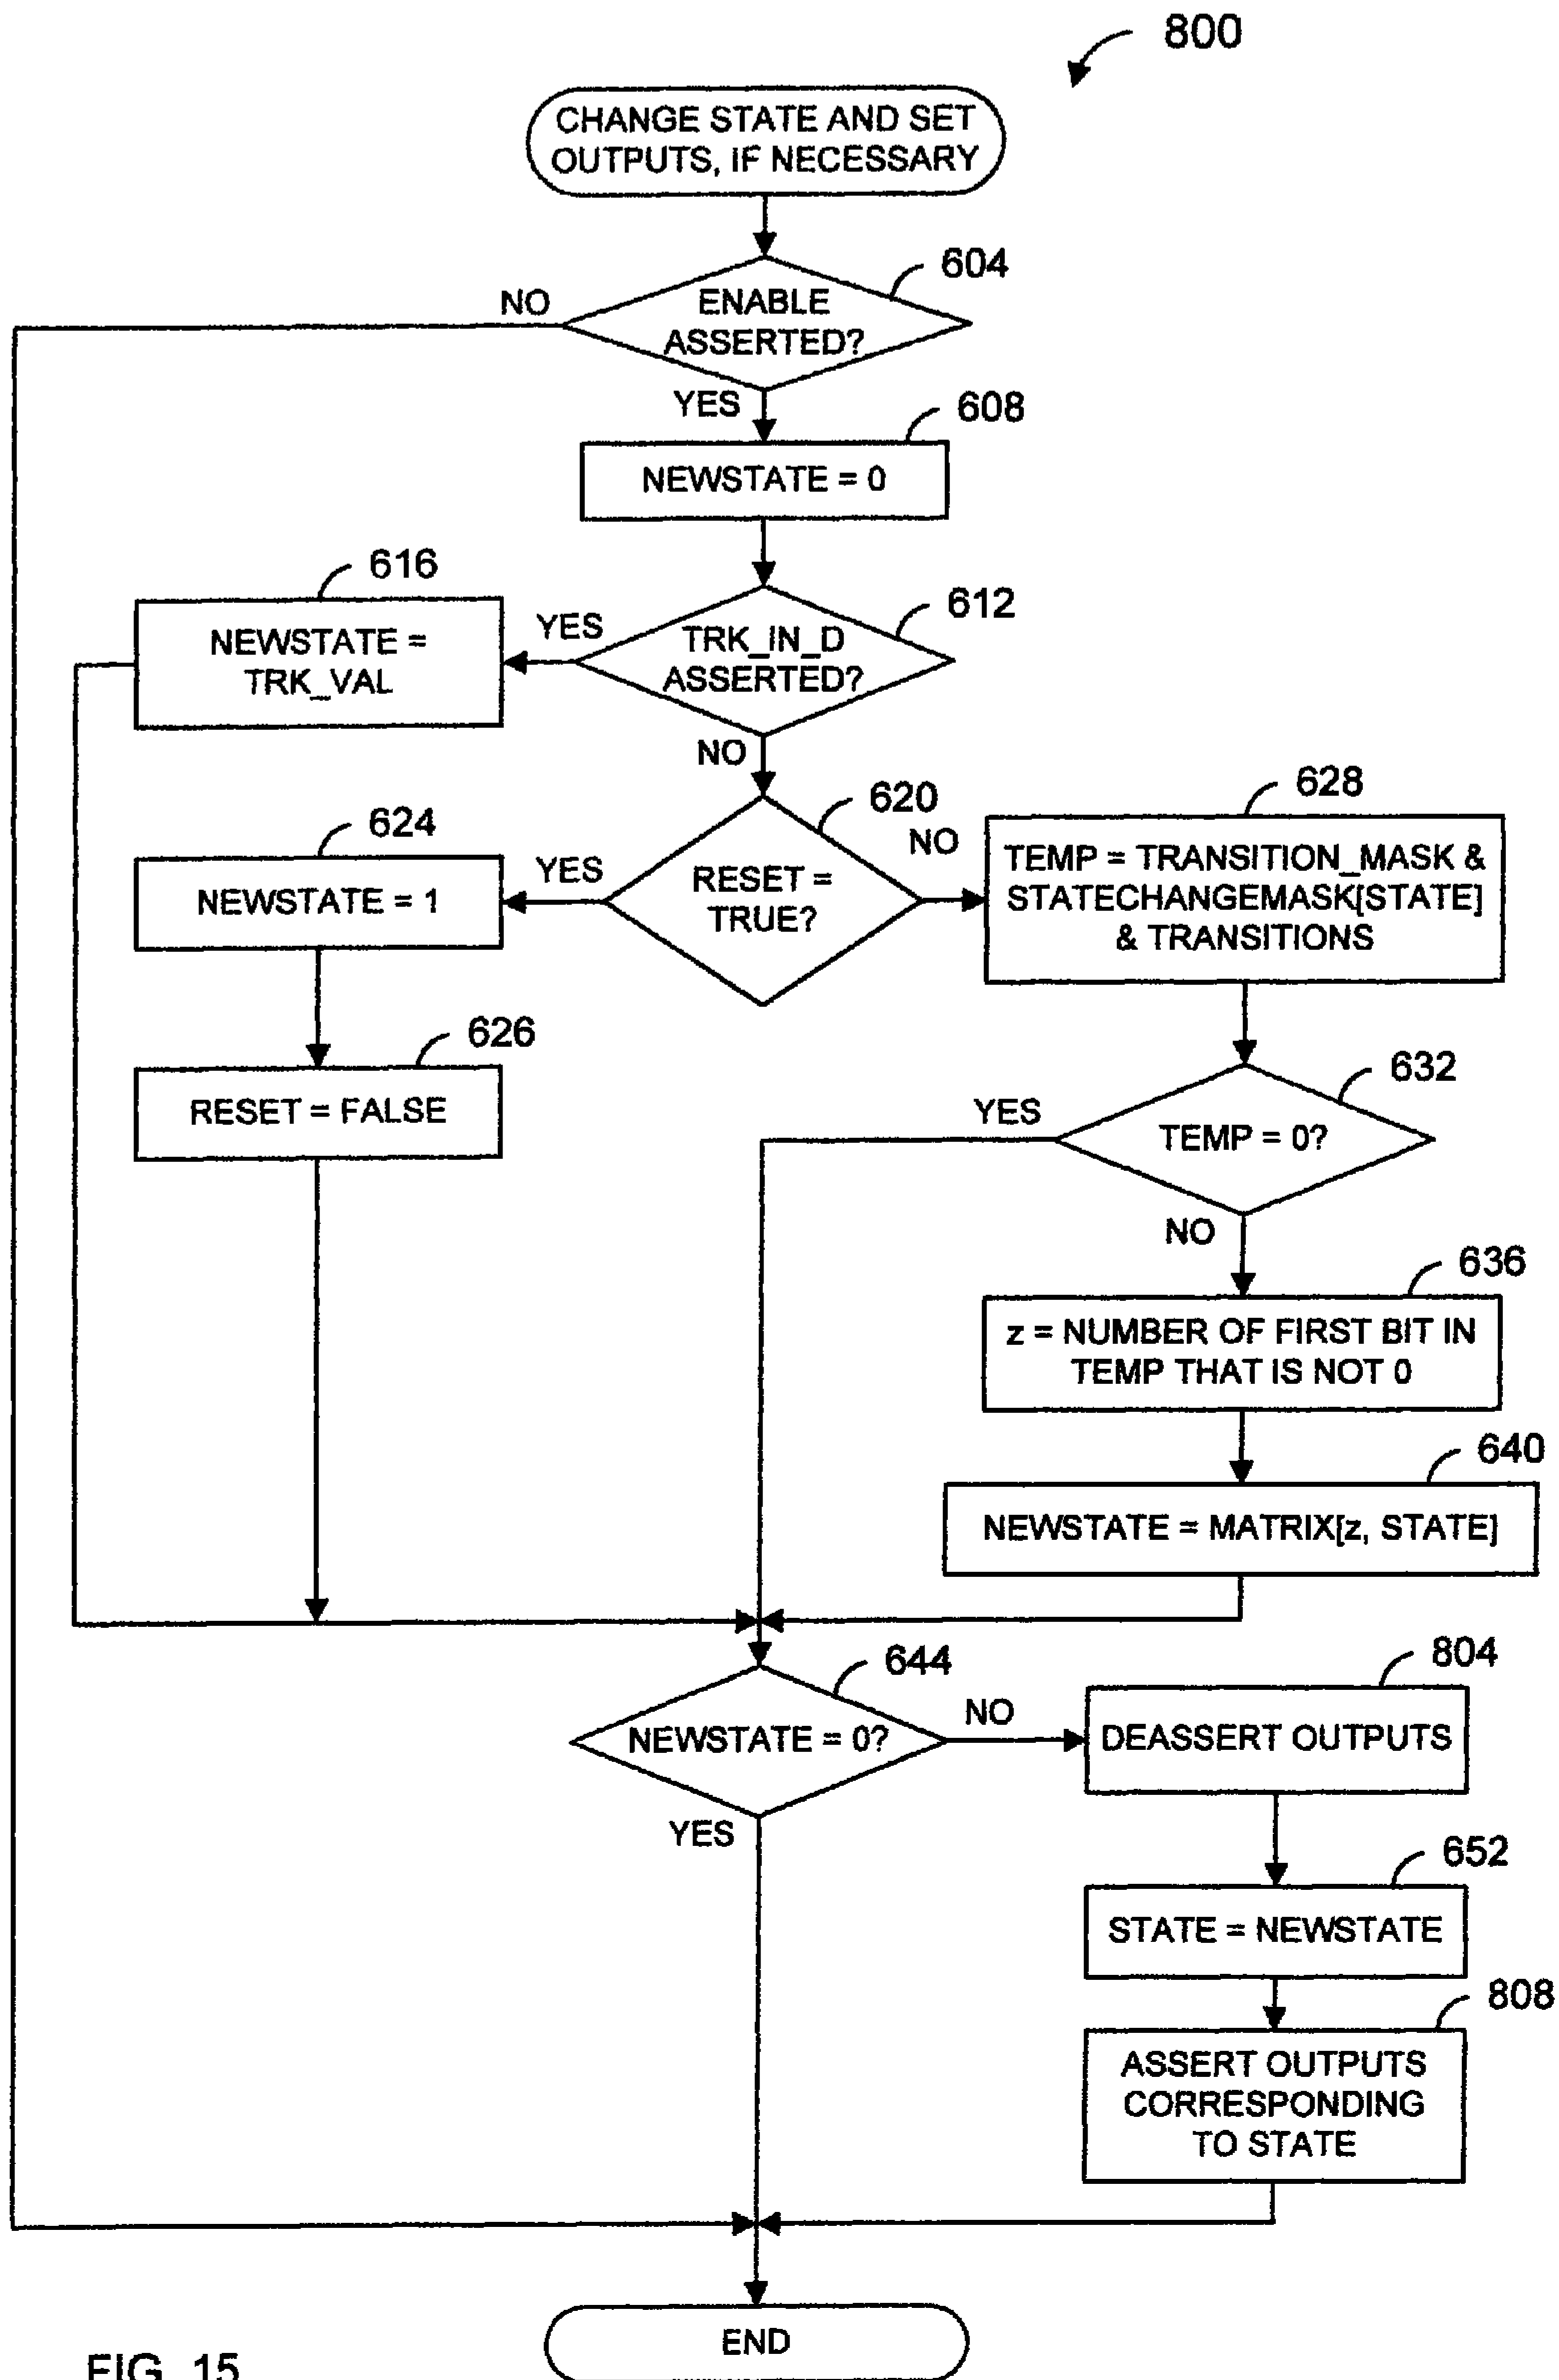 800
CHANGE STATE AND SET
OUTPUTS, IF NECESSARY
604
NO
ENABLE
ASSERTED?
YES
608
NEWSTATE = 0
616
NEWSTATE =
TRK_VAL
YES
612
TRK_IN_D
ASSERTED?
NO
620
RESET =
TRUE?
624
YES
NEWSTATE = 1
NO
628
TEMP = TRANSITION_MASK &
STATECHANGEMASK[STATE]
& TRANSITIONS
626
RESET = FALSE
632
YES
TEMP = 0?
NO
636
z = NUMBER OF FIRST BIT IN
TEMP THAT IS NOT 0
640
NEWSTATE = MATRIX[z, STATE]
644
NEWSTATE = 0?
NO
804
DEASSERT OUTPUTS
YES
652
STATE = NEWSTATE
808
ASSERT OUTPUTS
CORRESPONDING
TO STATE
END
FIG. 15